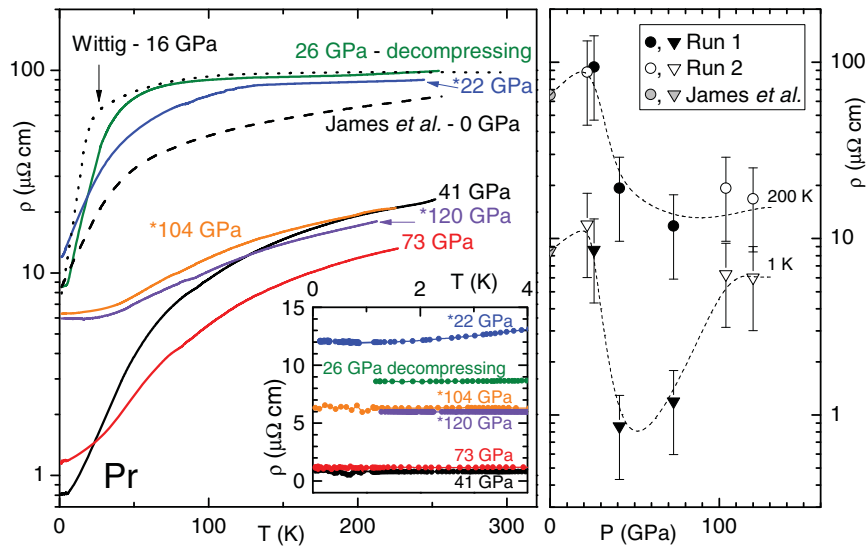 Wittig - 16 GPa
26 GPa - decompressing
*22 GPa
James et al. - 0 GPa
41 GPa
*104 GPa
*120 GPa
73 GPa
Pr
ρ (μΩ cm)
100
10
1
0
100
200
300
T (K)
T (K)
0
2
4
15
10
5
0
ρ (μΩ cm)
*22 GPa
26 GPa decompressing
*104 GPa
*120 GPa
73 GPa
41 GPa
, Run 1
, Run 2
, James et al.
200 K
1 K
100
10
1
ρ (μΩ cm)
0
100
P (GPa)